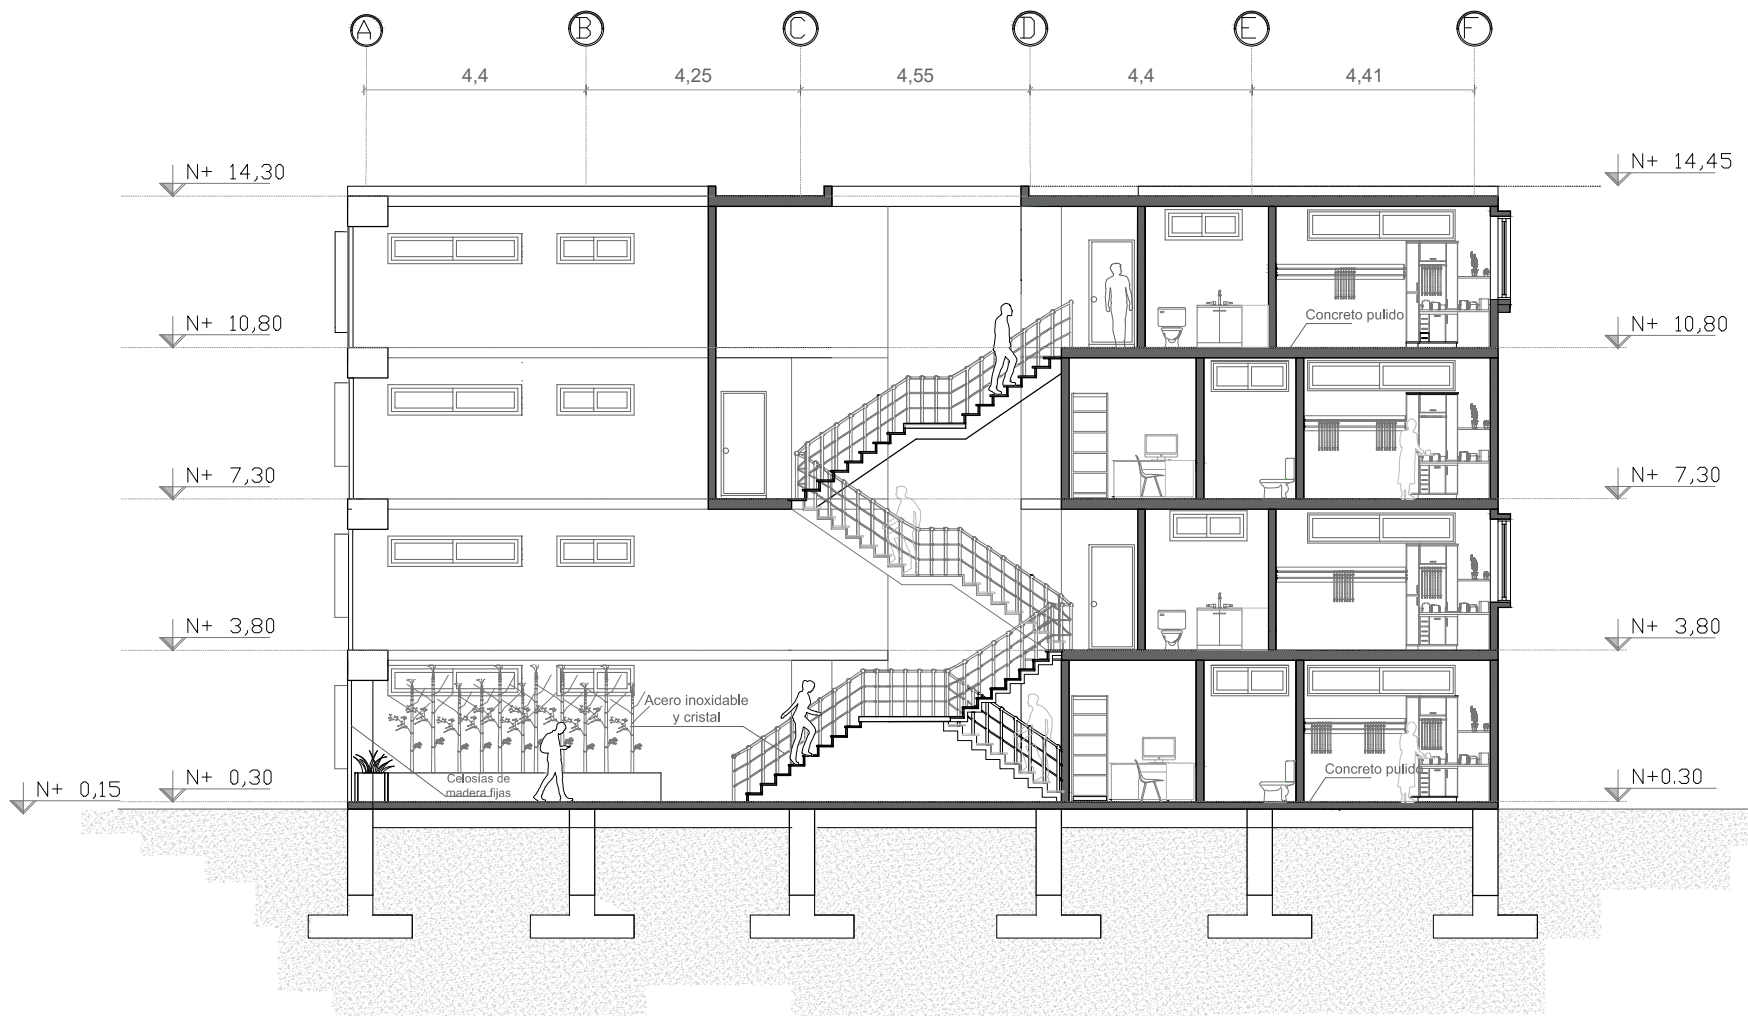 A B C D E F
4,4 4,25 4,55 4,4 4,41
N+ 14,30
N+ 14,45
N+ 10,80
Concreto pulido
N+ 10,80
N+ 7,30
N+ 7,30
N+ 3,80
N+ 3,80
Acero inoxidable
y cristal
N+ 0,15
N+ 0,30
Celosías de
madera fijas
Concreto pulido
N+0.30